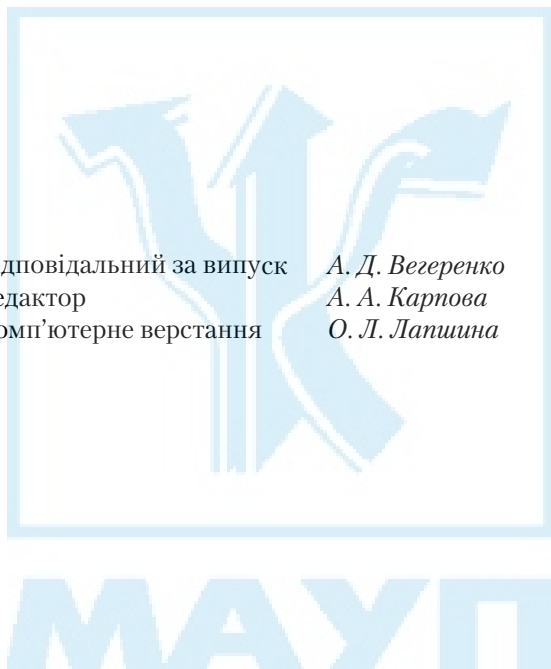 дповідальний за випуск А. Д. Вегеренко
едактор А. А. Карпова
омп’ютерне верстання О. Л. Лапшина
МАУП